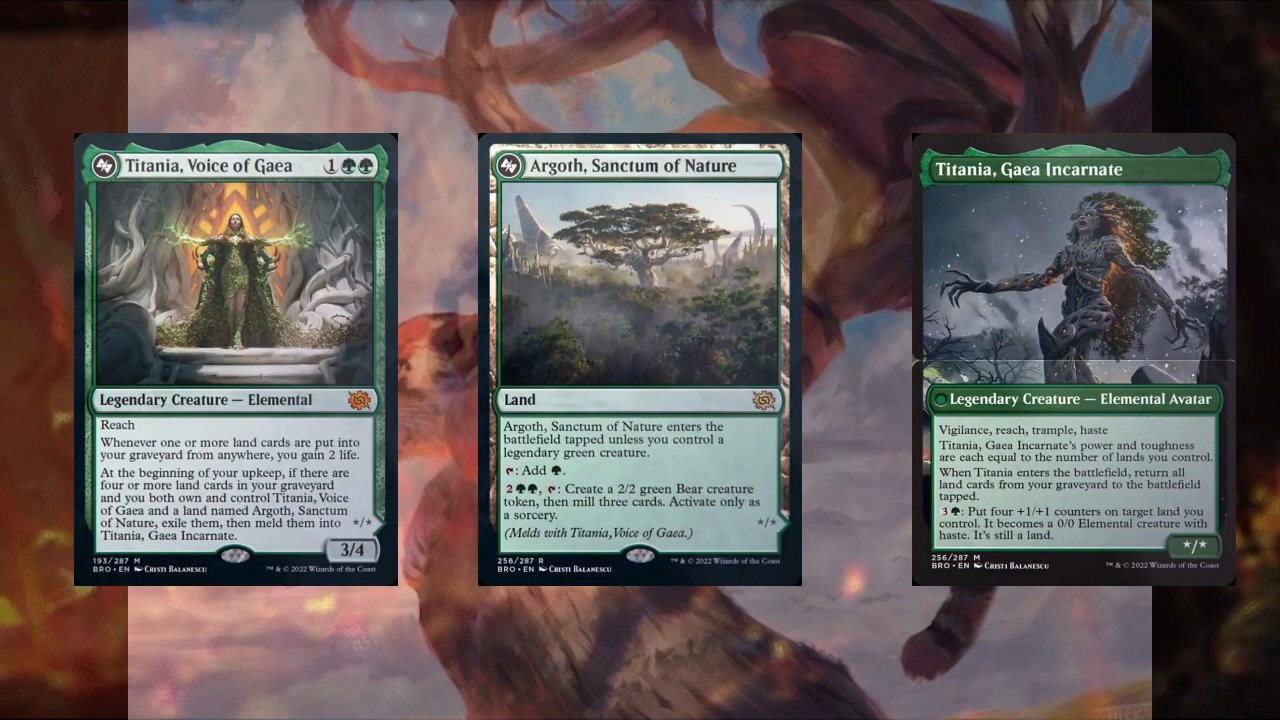 Titania, Voice of Gaea 1
Legendary Creature — Elemental
Reach
Whenever one or more land cards are put into
your graveyard from anywhere, you gain 2 life.
At the beginning of your upkeep, if there are
four or more land cards in your graveyard
and you both own and control Titania, Voice
of Gaea and a land named Argoth, Sanctum
of Nature, exile them, then meld them into
Titania, Gaea Incarnate.
*/*
3/4
193/287 M
BRO • EN Cristi Balanescu
™ & © 2022 Wizards of the Coast
Argoth, Sanctum of Nature
Land
Argoth, Sanctum of Nature enters the
battlefield tapped unless you control a
legendary green creature.
: Add .
2 , : Create a 2/2 green Bear creature
token, then mill three cards. Activate only as
a sorcery.
(Melds with Titania,Voice of Gaea.)
*/*
256/287 R
BRO • EN Cristi Balanescu
™ & © 2022 Wizards of the Coast
Titania, Gaea Incarnate
Legendary Creature — Elemental Avatar
Vigilance, reach, trample, haste
Titania, Gaea Incarnate's power and toughness
are each equal to the number of lands you control.
When Titania enters the battlefield, return all
land cards from your graveyard to the battlefield
tapped.
3 : Put four +1/+1 counters on target land you
control. It becomes a 0/0 Elemental creature with
haste. It's still a land.
*/*
256/287 M
BRO • EN Cristi Balanescu
™ & © 2022 Wizards of the Coast